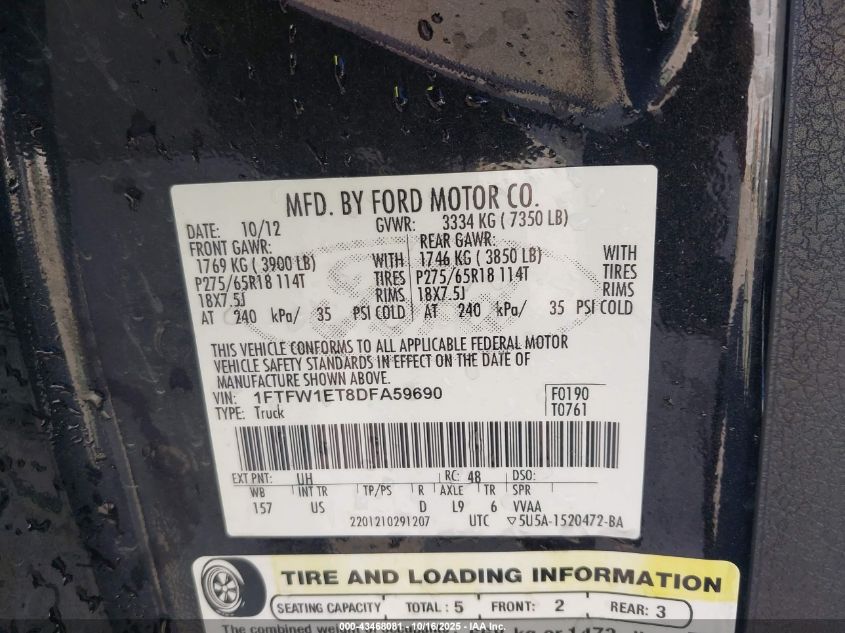 MFD. BY FORD MOTOR CO.
DATE: 10/12 GVWR: 3334 KG ( 7350 LB)
FRONT GAWR: REAR GAWR:
1769 KG ( 3900 LB) WITH 1746 KG ( 3850 LB) WITH
P275/65R18 114T TIRES P275/65R18 114T TIRES
18X7.5J RIMS 18X7.5J RIMS
AT 240 kPa/ 35 PSI COLD AT 240 kPa/ 35 PSI COLD
THIS VEHICLE CONFORMS TO ALL APPLICABLE FEDERAL MOTOR
VEHICLE SAFETY STANDARDS IN EFFECT ON THE DATE OF
MANUFACTURE SHOWN ABOVE.
VIN: 1FTFW1ET8DFA59690 F0190
TYPE: Truck T0761
EXT PNT: UH RC: 48 DSO:
WB INT TR TP/PS R AXLE TR SPR
157 US D L9 6 VVAA
2201210291207 UTC ▽5U5A-1520472-BA
TIRE AND LOADING INFORMATION
SEATING CAPACITY TOTAL : 5 FRONT: 2 REAR: 3
The combined weight of
000-43468081 - 10/16/2025 - IAA Inc.